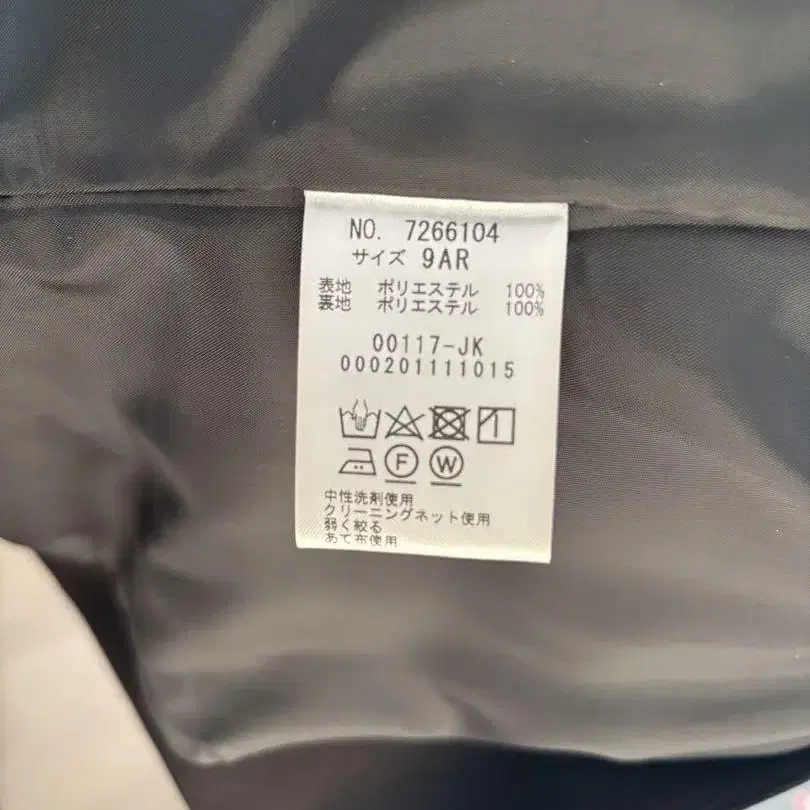 NO. 7266104
サイズ 9AR
表地 ポリエステル 100%
裏地 ポリエステル 100%
00117-JK
000201111015
F W
中性洗剤使用
クリーニングネット使用
弱く絞る
あて布使用